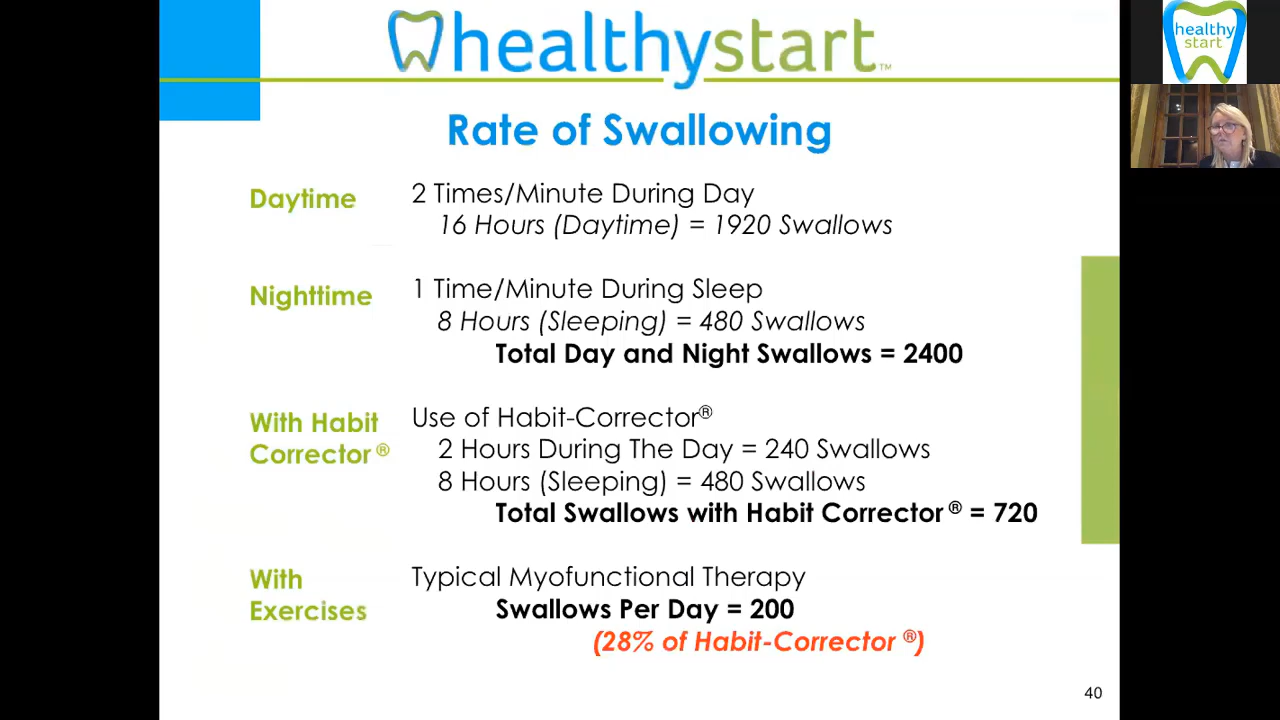 healthystart™
healthy
start
Rate of Swallowing
Daytime
2 Times/Minute During Day
16 Hours (Daytime) = 1920 Swallows
Nighttime
1 Time/Minute During Sleep
8 Hours (Sleeping) = 480 Swallows
Total Day and Night Swallows = 2400
With Habit
Corrector ®
Use of Habit-Corrector®
2 Hours During The Day = 240 Swallows
8 Hours (Sleeping) = 480 Swallows
Total Swallows with Habit Corrector ® = 720
With
Exercises
Typical Myofunctional Therapy
Swallows Per Day = 200
(28% of Habit-Corrector ®)
40